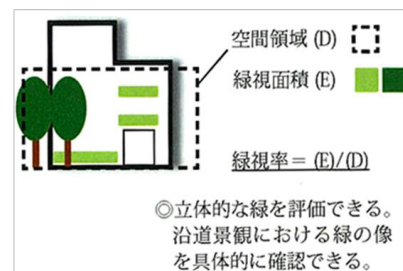 空間領域 (D)
緑視面積 (E)
緑視率＝(E)/(D)
◎立体的な緑を評価できる。
沿道景観における緑の像
を具体的に確認できる。